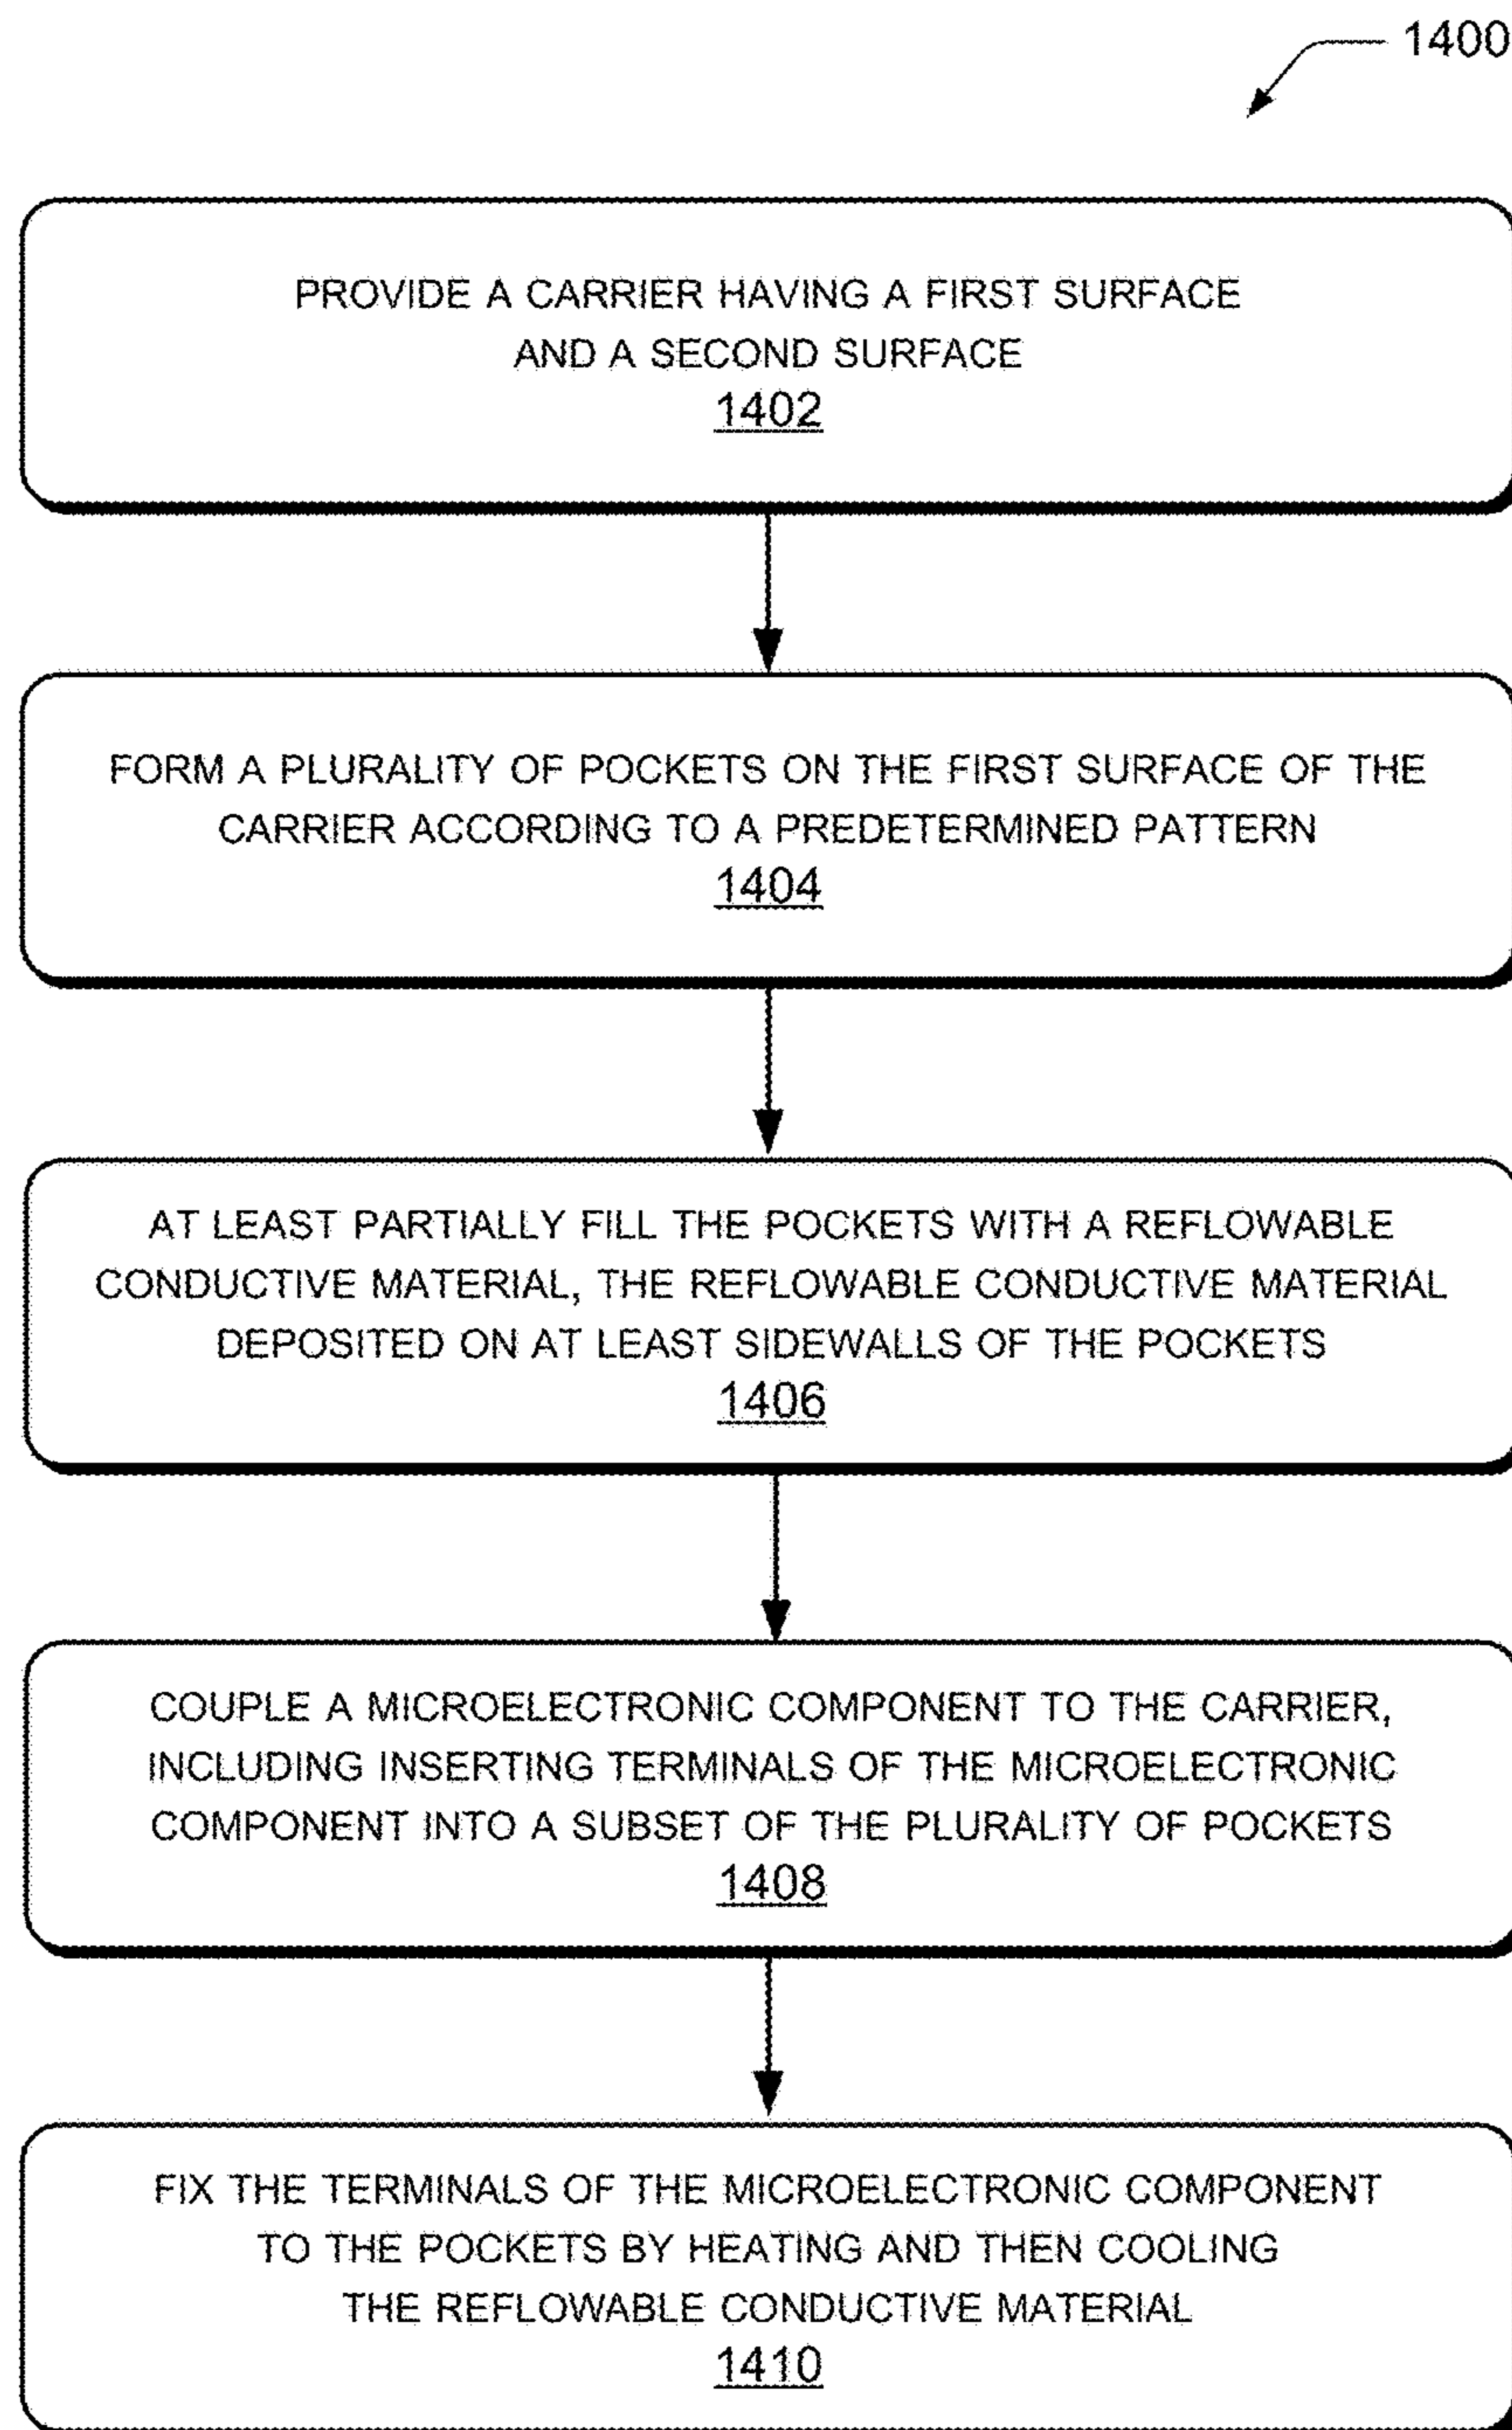 1400
PROVIDE A CARRIER HAVING A FIRST SURFACE
AND A SECOND SURFACE
1402
FORM A PLURALITY OF POCKETS ON THE FIRST SURFACE OF THE
CARRIER ACCORDING TO A PREDETERMINED PATTERN
1404
AT LEAST PARTIALLY FILL THE POCKETS WITH A REFLOWABLE
CONDUCTIVE MATERIAL, THE REFLOWABLE CONDUCTIVE MATERIAL
DEPOSITED ON AT LEAST SIDEWALLS OF THE POCKETS
1406
COUPLE A MICROELECTRONIC COMPONENT TO THE CARRIER,
INCLUDING INSERTING TERMINALS OF THE MICROELECTRONIC
COMPONENT INTO A SUBSET OF THE PLURALITY OF POCKETS
1408
FIX THE TERMINALS OF THE MICROELECTRONIC COMPONENT
TO THE POCKETS BY HEATING AND THEN COOLING
THE REFLOWABLE CONDUCTIVE MATERIAL
1410